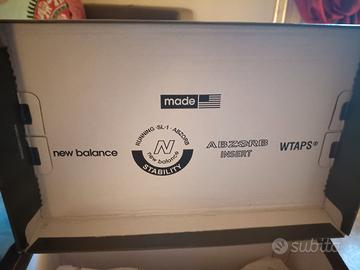 made
new balance
RUNNING · SL-1 · ABZORB
N
new balance
STABILITY
ABZORB
INSERT
WTAPS®
subito